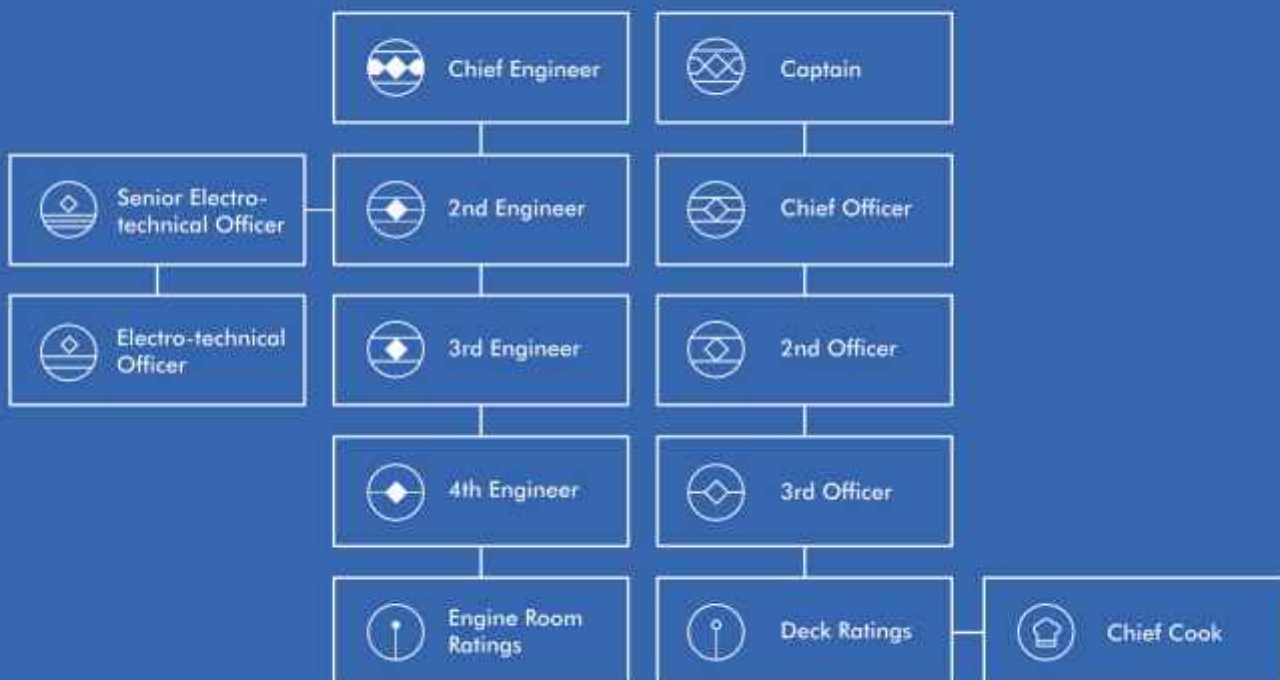 Chief Engineer
Captain
Senior Electro-
technical Officer
2nd Engineer
Chief Officer
Electro-technical
Officer
3rd Engineer
2nd Officer
4th Engineer
3rd Officer
Engine Room
Ratings
Deck Ratings
Chief Cook